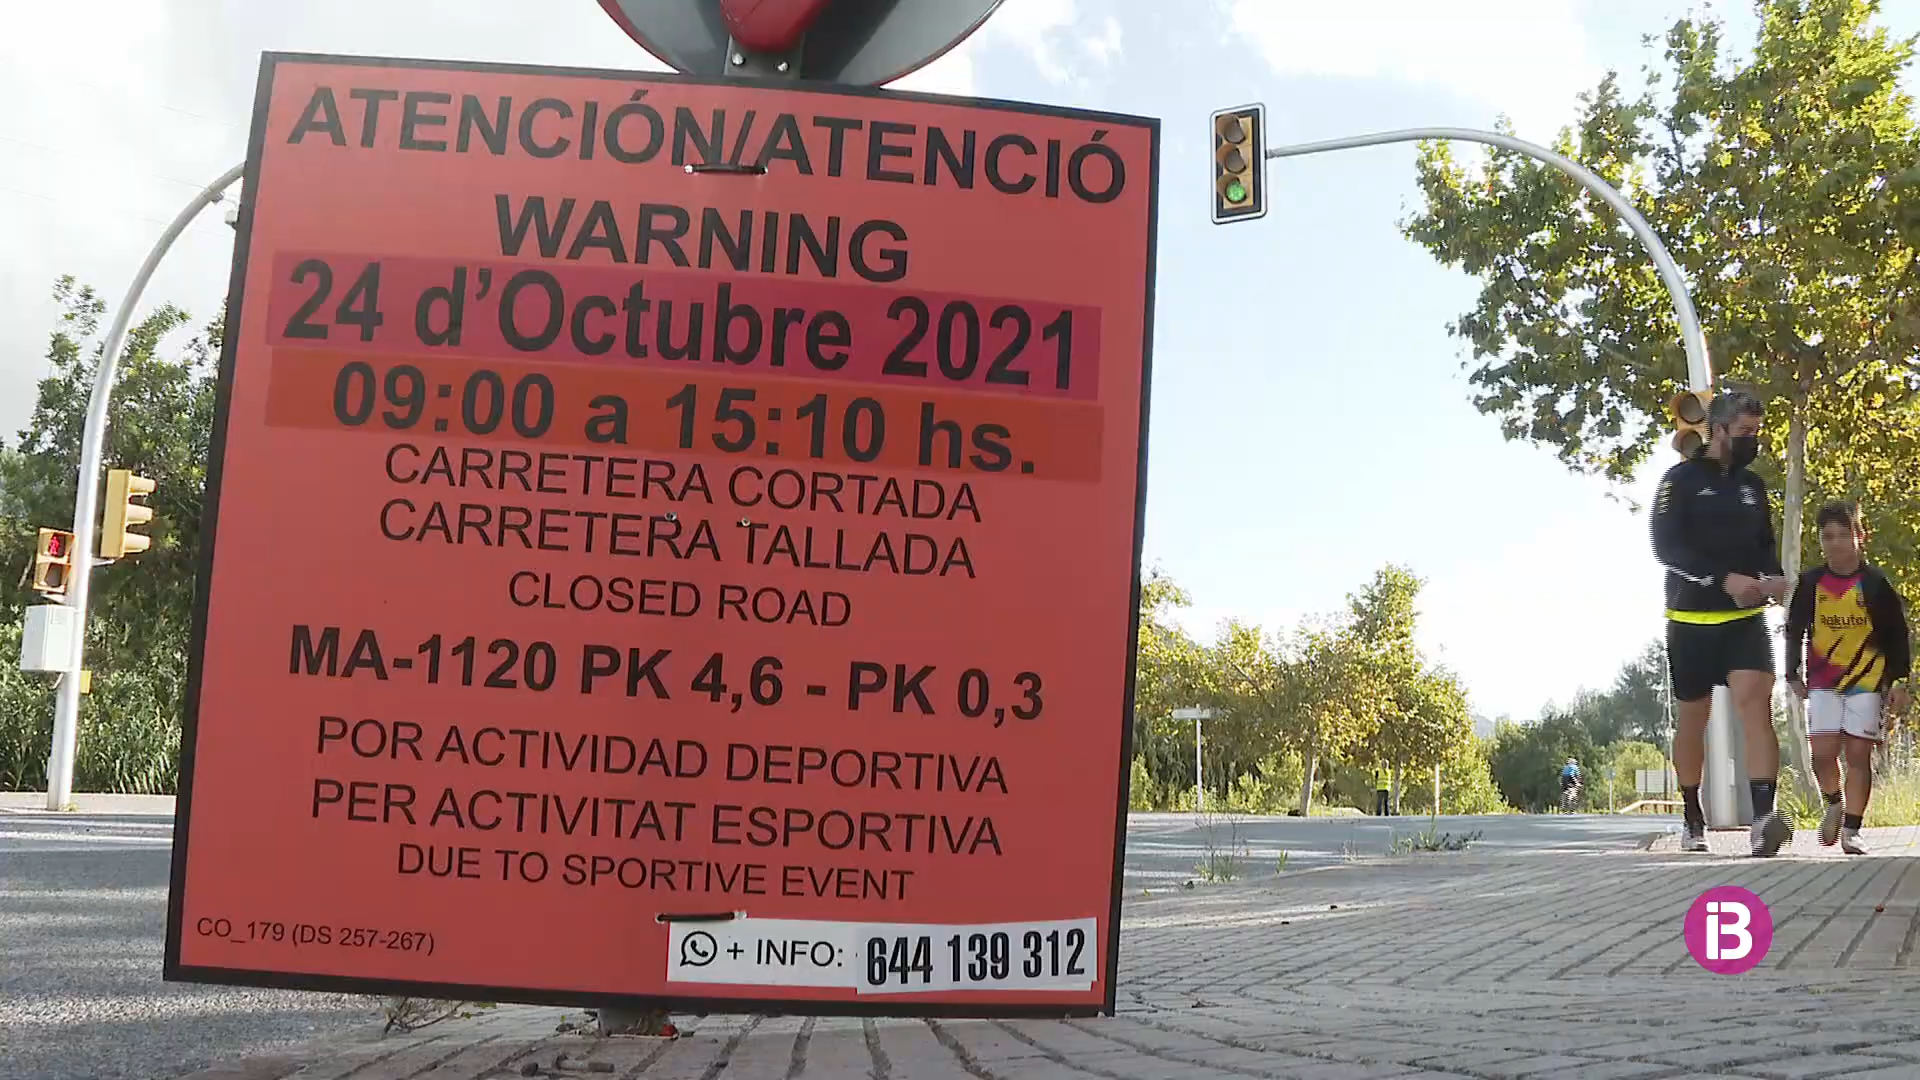 ATENCIÓN/ATENCIÓ
WARNING
24 d'Octubre 2021
09:00 a 15:10 hs.
CARRETERA CORTADA
CARRETERA TALLADA
CLOSED ROAD
MA-1120 PK 4,6 - PK 0,3
POR ACTIVIDAD DEPORTIVA
PER ACTIVITAT ESPORTIVA
DUE TO SPORTIVE EVENT
CO_179 (DS 257-267)
+ INFO: 644 139 312
Rakuten
iB